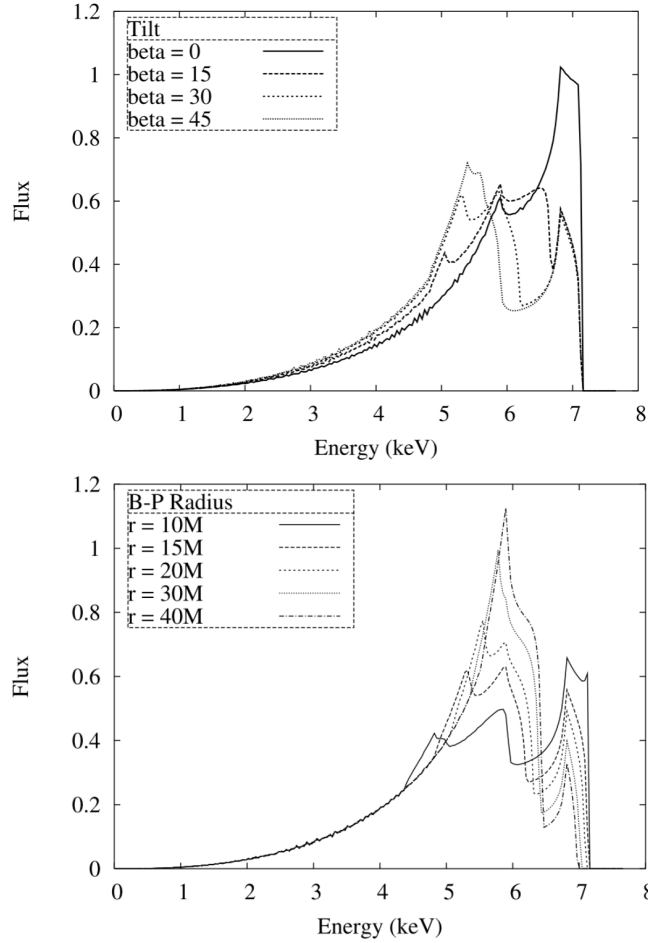 1.2
1
0.8
0.6
0.4
0.2
0
Flux
Tilt
beta = 0
beta = 15
beta = 30
beta = 45
0 1 2 3 4 5 6 7 8
Energy (keV)
1.2
1
0.8
0.6
0.4
0.2
0
Flux
B-P Radius
r = 10M
r = 15M
r = 20M
r = 30M
r = 40M
0 1 2 3 4 5 6 7 8
Energy (keV)